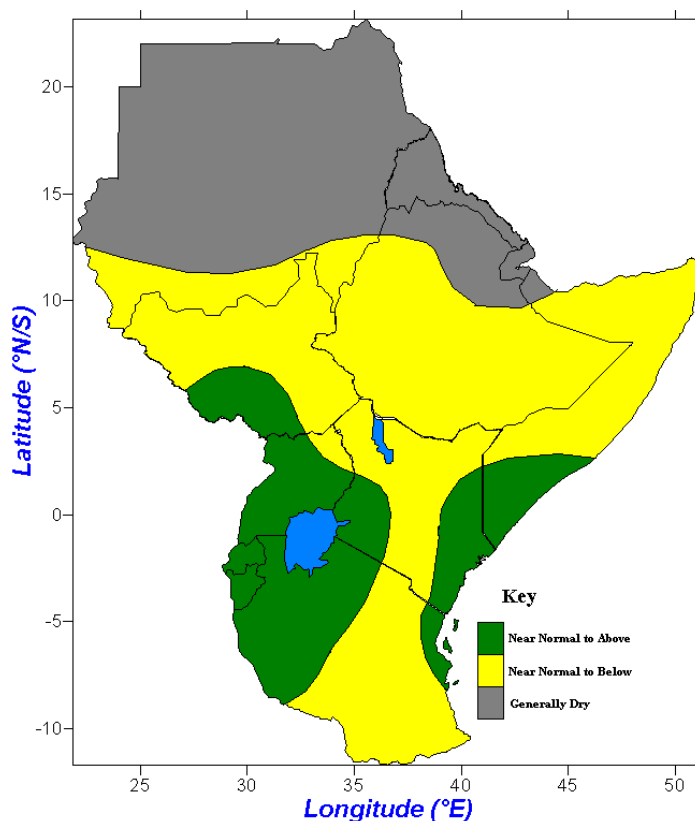 20
15
10
5
0
-5
-10
Latitude (°N/S)
Key
Near Normal to Above
Near Normal to Below
Generally Dry
25 30 35 40 45 50
Longitude (°E)